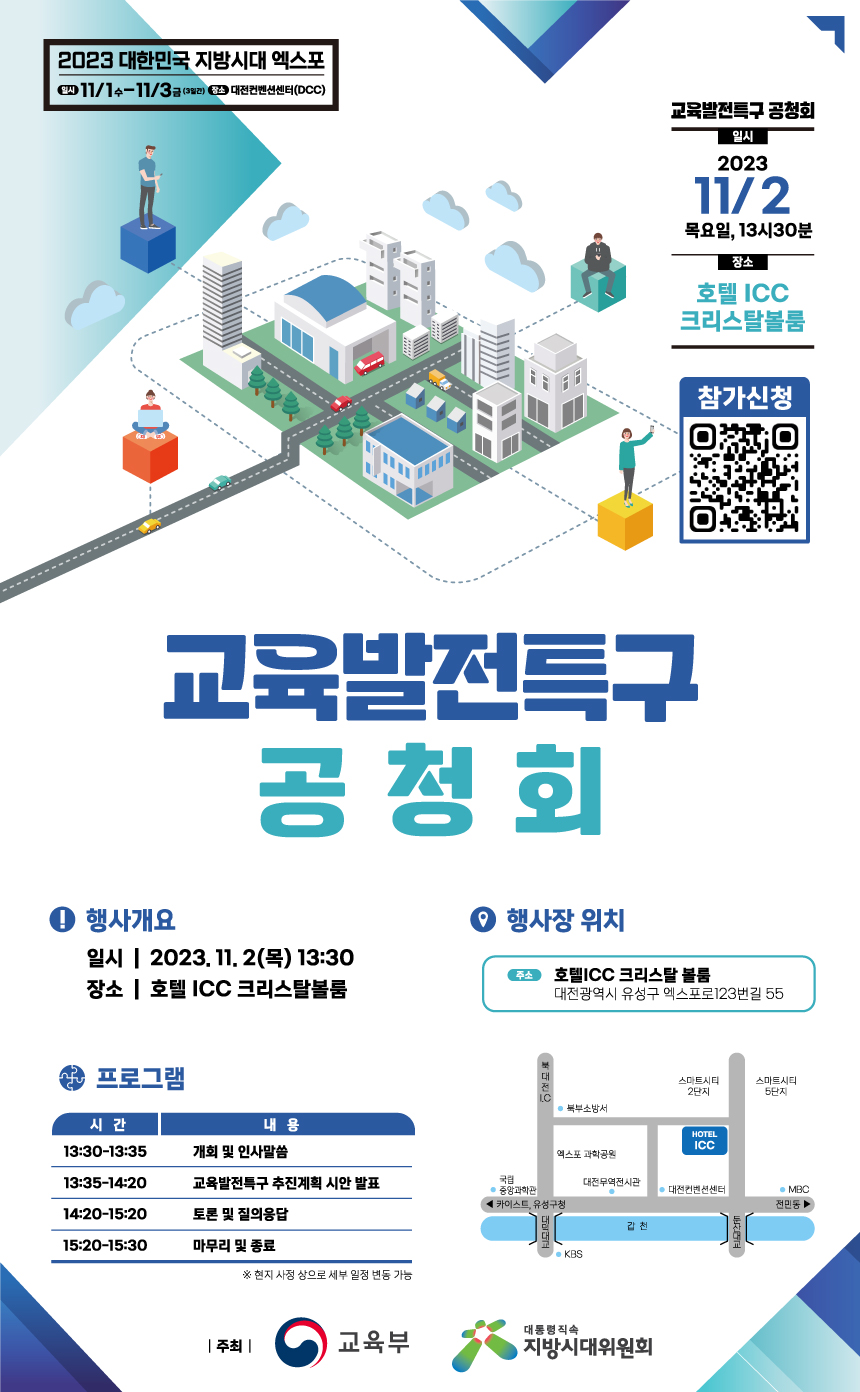 2023 대한민국 지방시대 엑스포
일시 11/1수-11/3금(3일간) 장소 대전컨벤션센터(DCC)
교육발전특구 공청회
일시
2023
11/2
목요일, 13시30분
장소
호텔 ICC
크리스탈볼룸
참가신청
교육발전특구
공청회
행사개요
일시 | 2023. 11. 2(목) 13:30
장소 | 호텔 ICC 크리스탈볼룸
프로그램
시 간 내 용
13:30-13:35 개회 및 인사말씀
13:35-14:20 교육발전특구 추진계획 시안 발표
14:20-15:20 토론 및 질의응답
15:20-15:30 마무리 및 종료
※ 현지 사정 상으로 세부 일정 변동 가능
행사장 위치
주소 호텔ICC 크리스탈 볼룸
대전광역시 유성구 엑스포로123번길 55
북대전I.C
스마트시티
2단지
스마트시티
5단지
북부소방서
HOTEL
ICC
엑스포 과학공원
국립
중앙과학관
대전무역전시관
대전컨벤션센터
MBC
◀ 카이스트, 유성구청
전민동 ▶
대덕대교
갑 천
둔산대교
KBS
| 주최 |
교육부
대통령직속
지방시대위원회